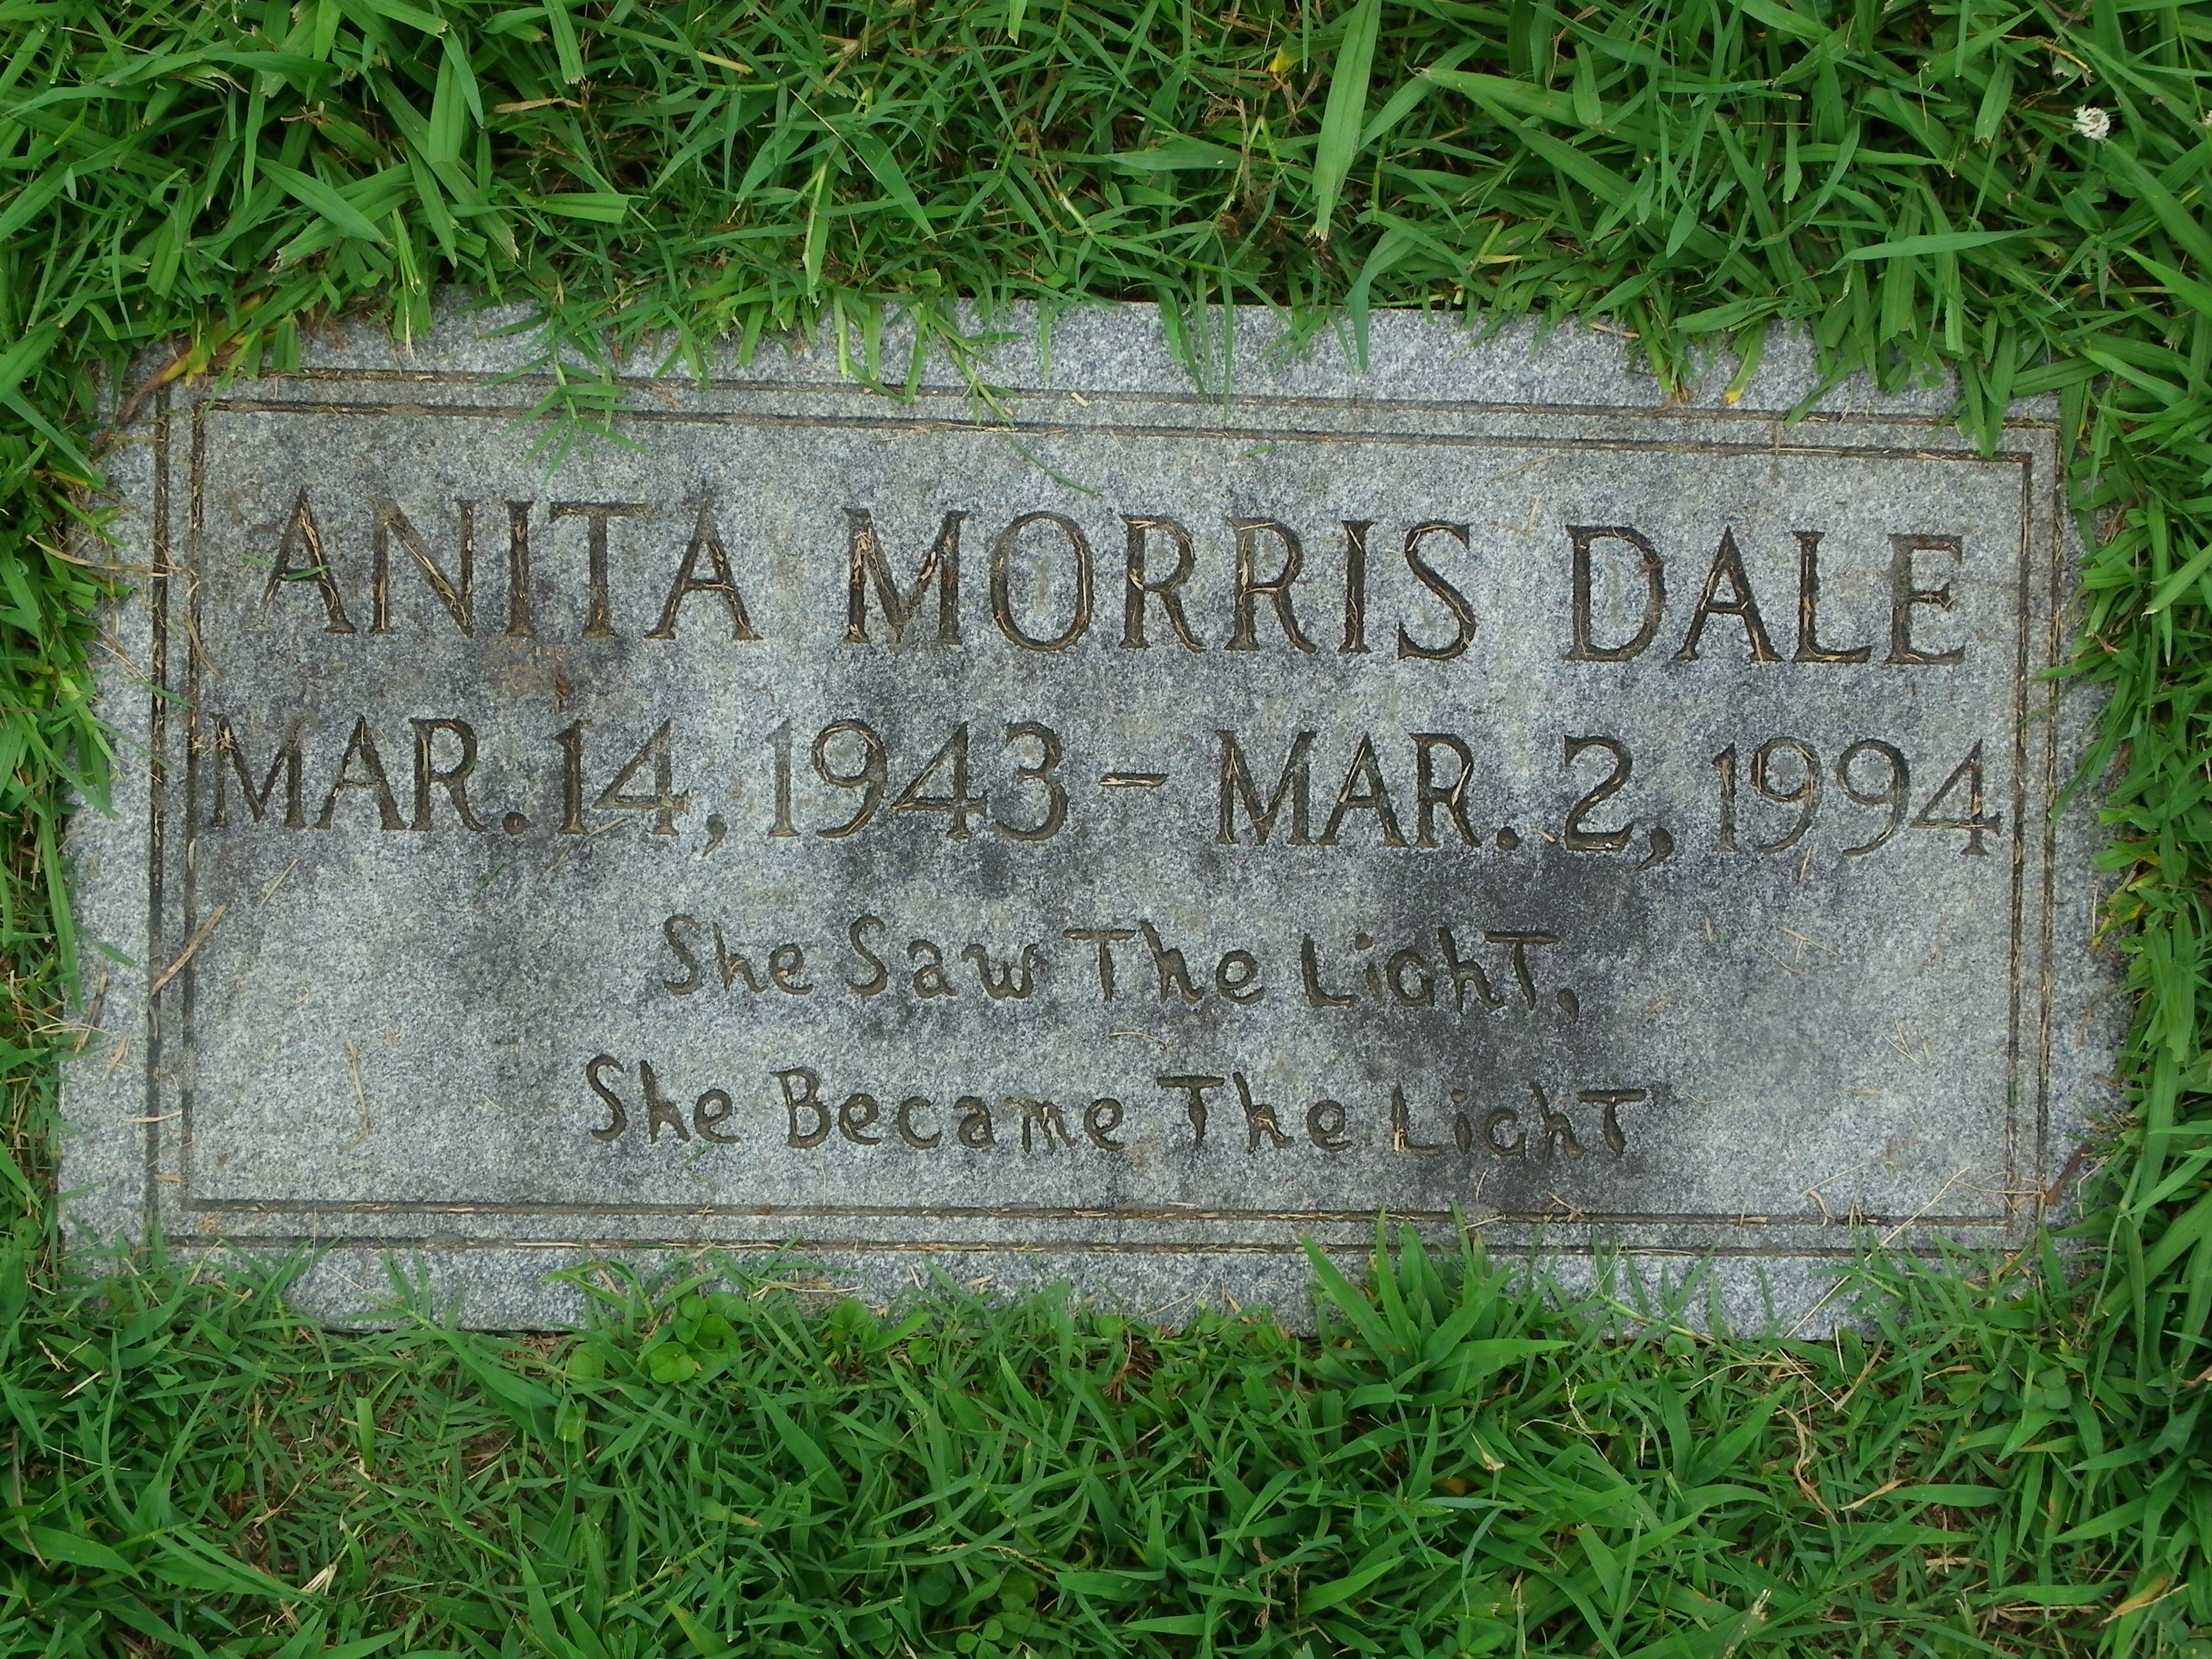 ANITA MORRIS DALE
MAR. 14, 1943 - MAR. 2, 1994
She Saw The LighT.
She Became The LighT